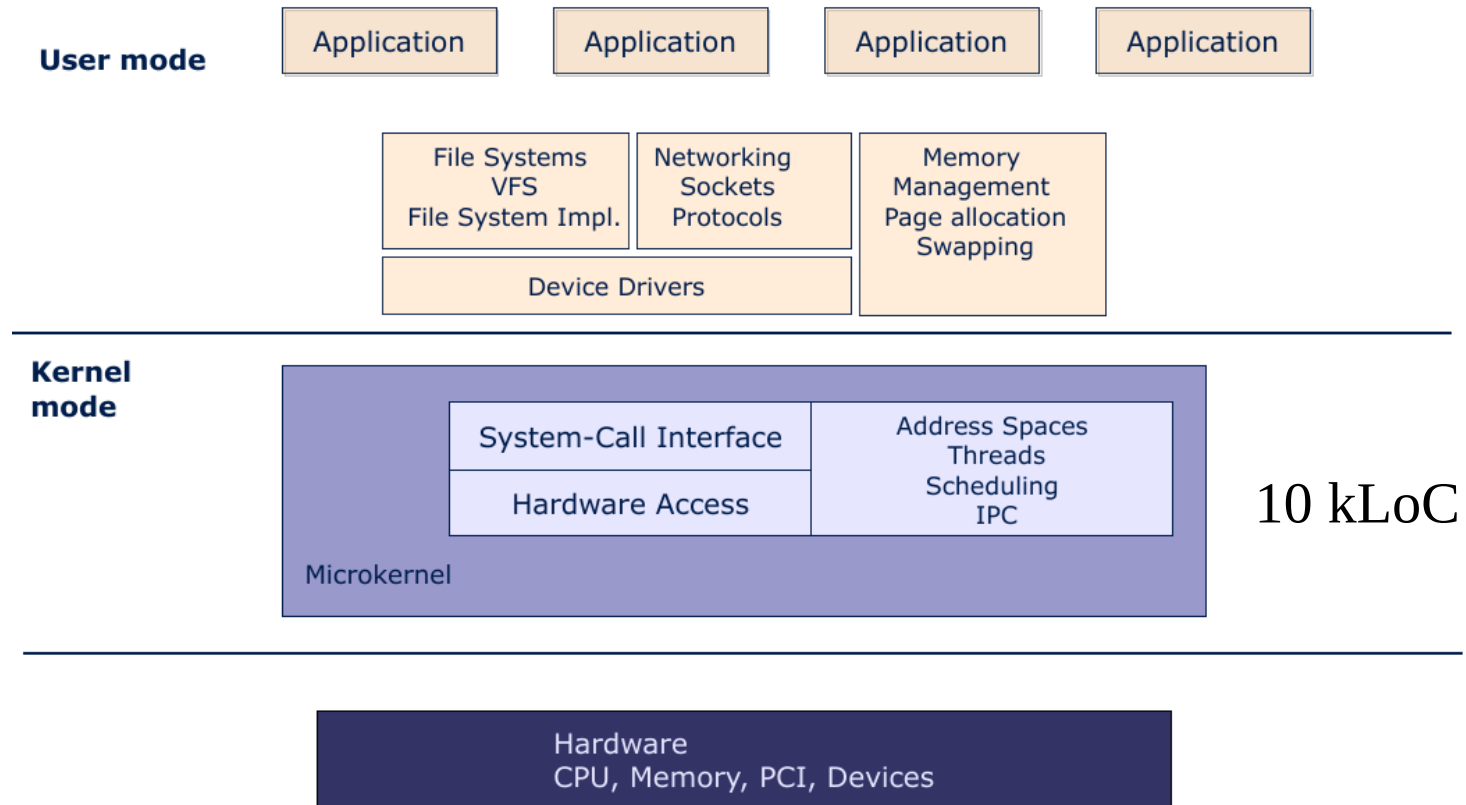 User mode
Application
Application
Application
Application
File Systems
VFS
File System Impl.
Networking
Sockets
Protocols
Memory
Management
Page allocation
Swapping
Device Drivers
Kernel
mode
System-Call Interface
Hardware Access
Address Spaces
Threads
Scheduling
IPC
10 kLoC
Microkernel
Hardware
CPU, Memory, PCI, Devices